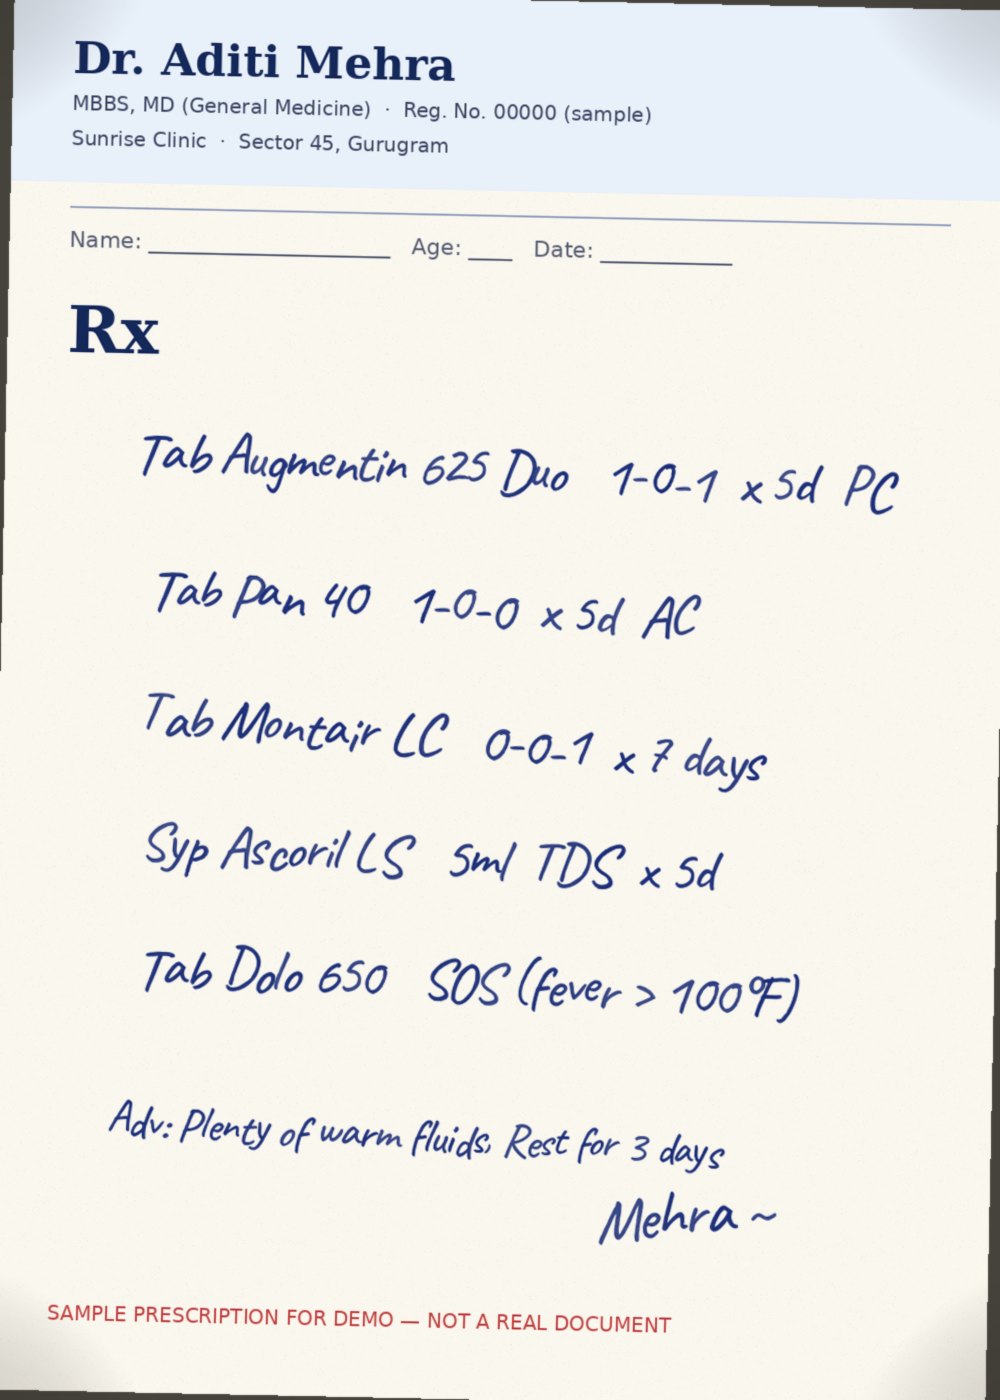 Dr. Aditi Mehra
MBBS, MD (General Medicine) · Reg. No. 00000 (sample)
Sunrise Clinic · Sector 45, Gurugram
Name: ____________________ Age: ____ Date: ___________
Rx
Tab Augmentin 625 Duo 1-0-1 x 5d PC
Tab Pan 40 1-0-0 x 5d AC
Tab Montair LC 0-0-1 x 7 days
Syp Ascoril LS 5ml TDS x 5d
Tab Dolo 650 SOS (fever > 100°F)
Adv: Plenty of warm fluids, Rest for 3 days
Mehra ~
SAMPLE PRESCRIPTION FOR DEMO — NOT A REAL DOCUMENT